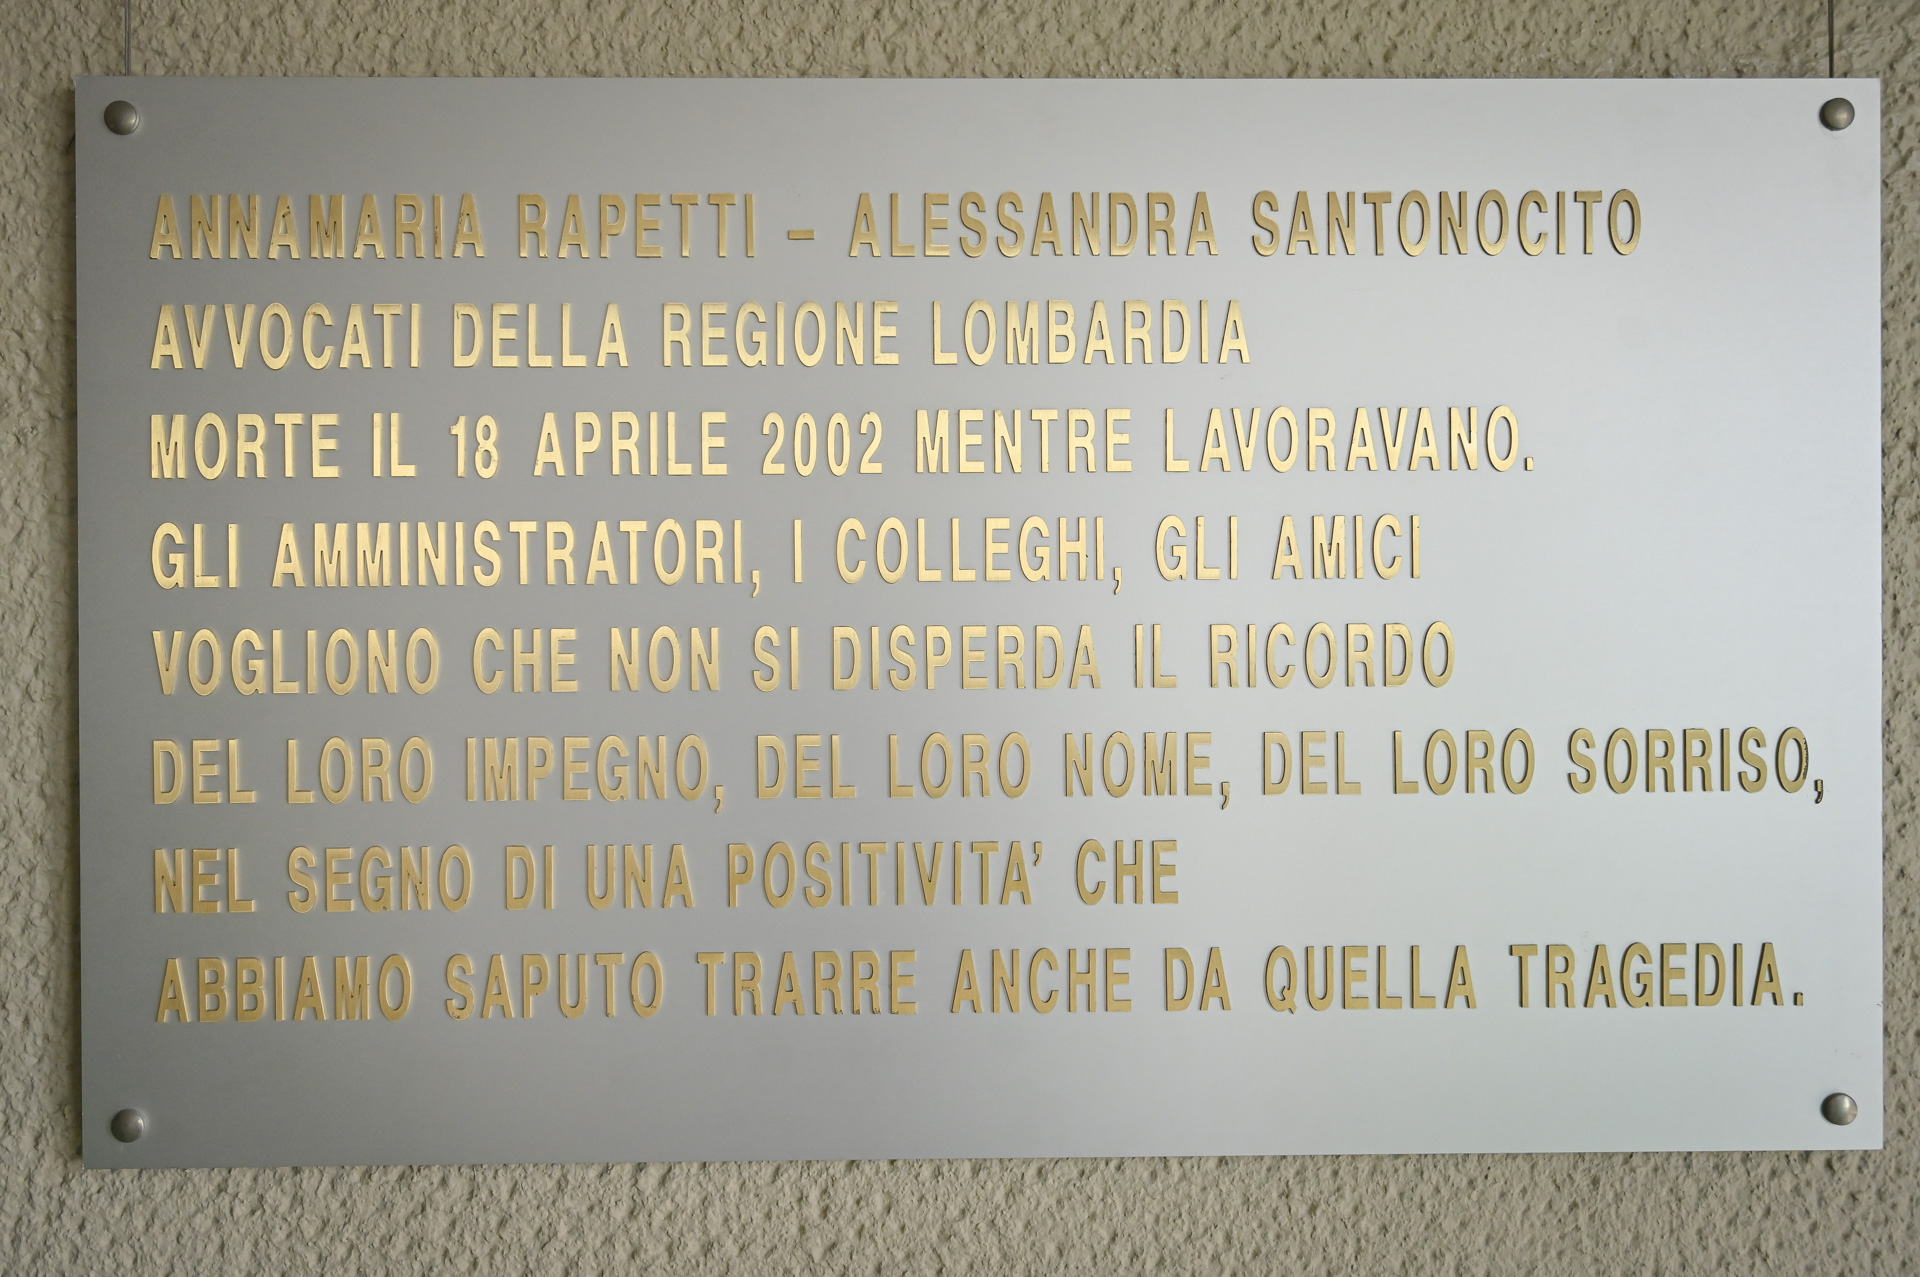 ANNAMARIA RAPETTI – ALESSANDRA SANTONOCITO
AVVOCATI DELLA REGIONE LOMBARDIA
MORTE IL 18 APRILE 2002 MENTRE LAVORAVANO.
GLI AMMINISTRATORI, I COLLEGHI, GLI AMICI
VOGLIONO CHE NON SI DISPERDA IL RICORDO
DEL LORO IMPEGNO, DEL LORO NOME, DEL LORO SORRISO,
NEL SEGNO DI UNA POSITIVITA' CHE
ABBIAMO SAPUTO TRARRE ANCHE DA QUELLA TRAGEDIA.